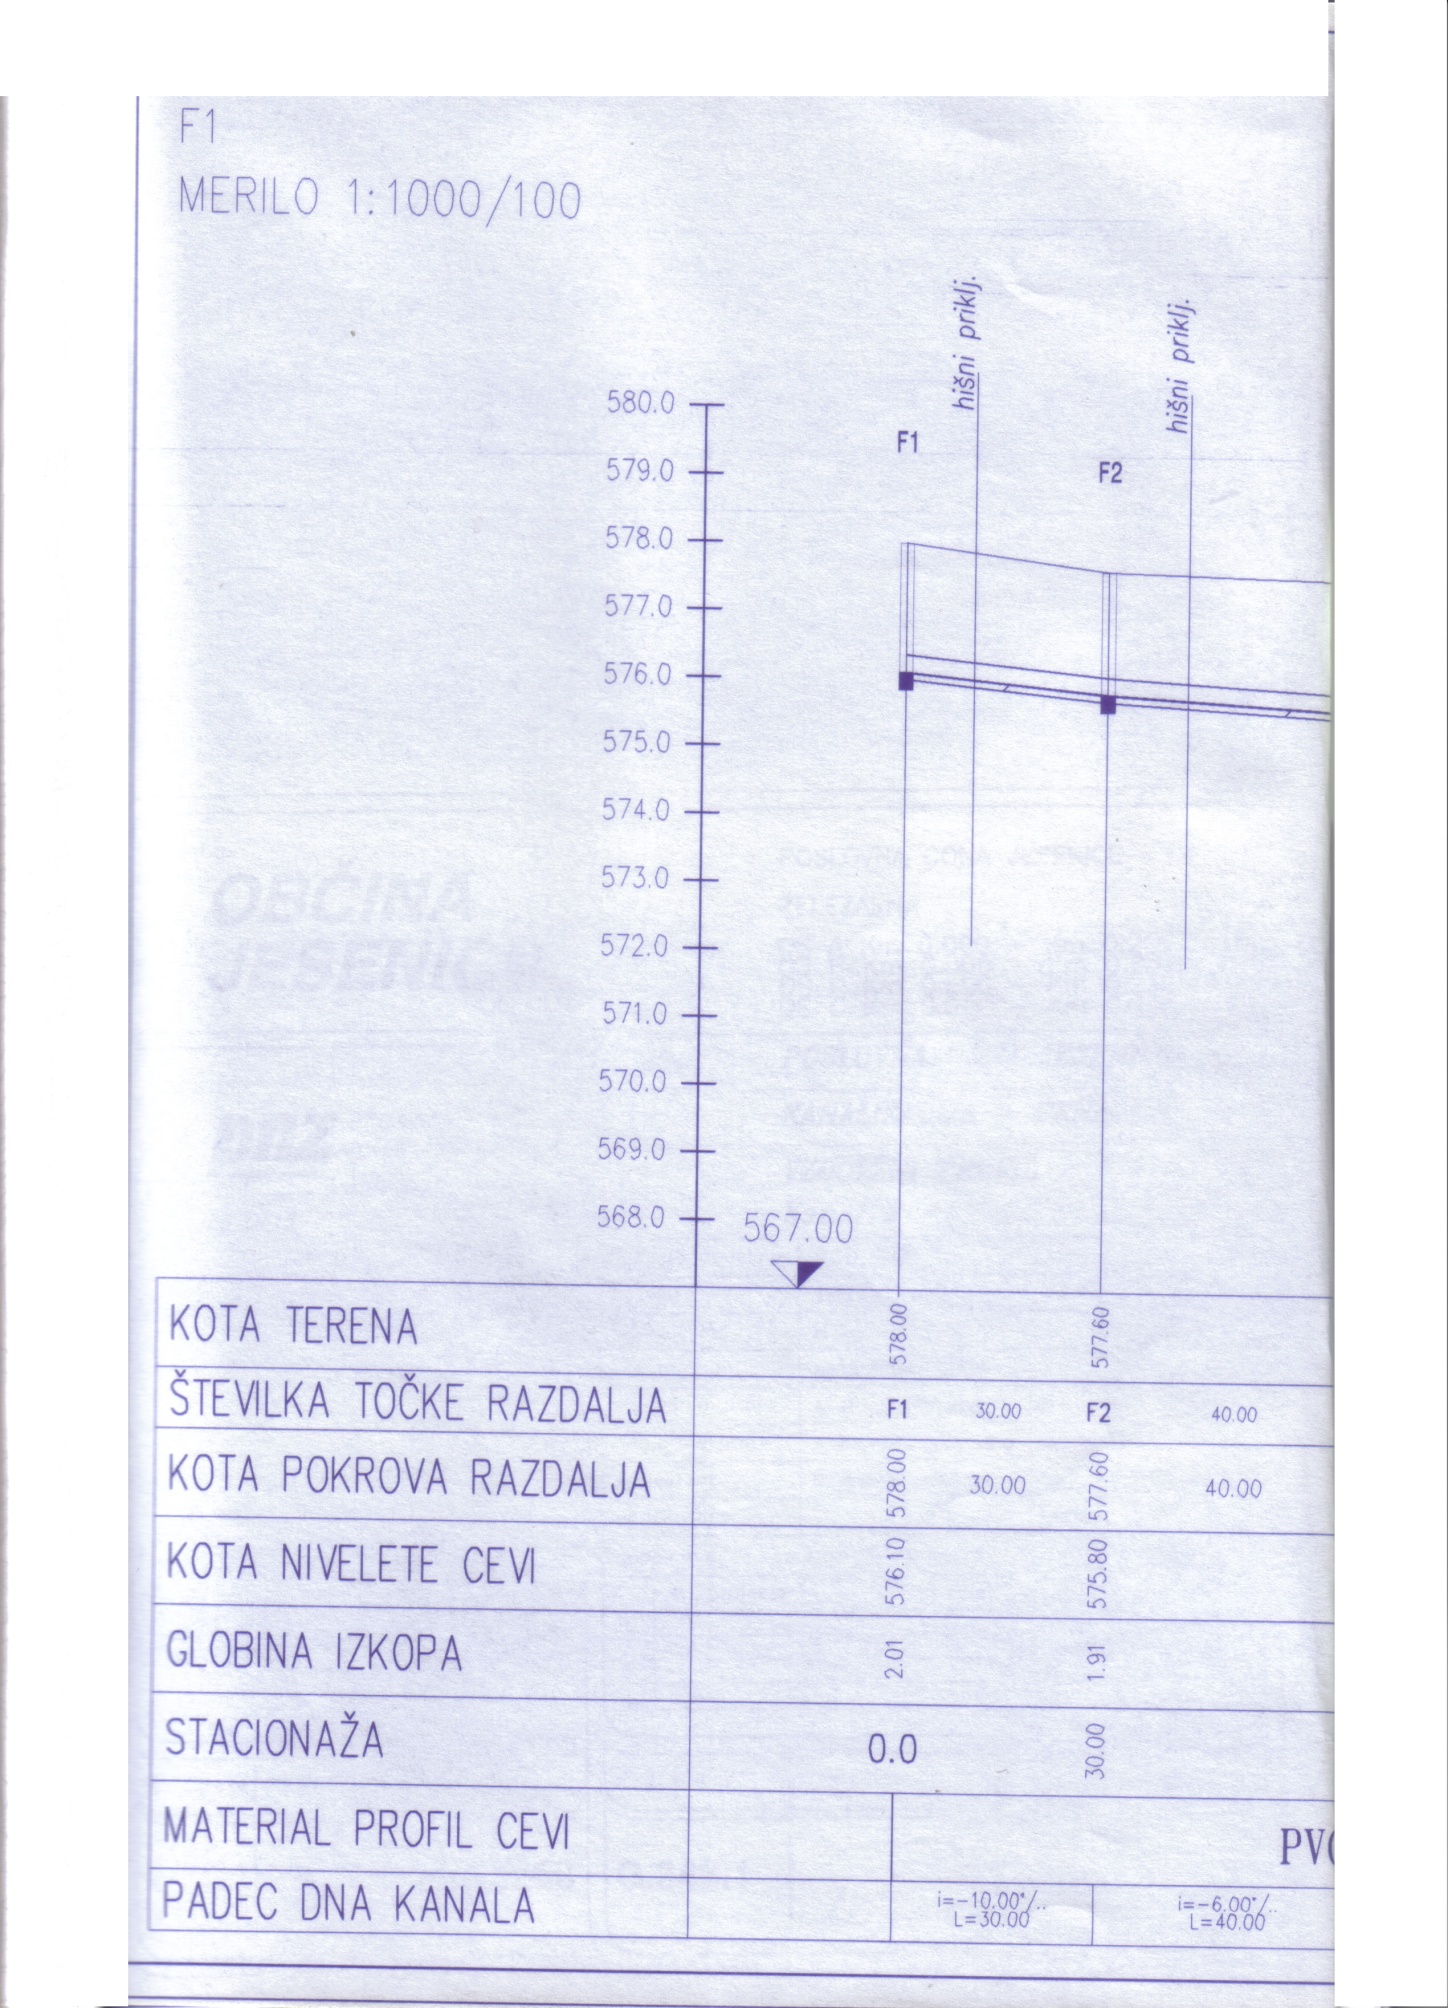 F1
MERILO 1:1000/100
hišni priklj.
hišni priklj.
F1
F2
580.0
579.0
578.0
577.0
576.0
575.0
574.0
573.0
572.0
571.0
570.0
569.0
568.0
567.00
KOTA TERENA 578.00 577.60
ŠTEVILKA TOČKE RAZDALJA F1 30.00 F2 40.00
KOTA POKROVA RAZDALJA 578.00 30.00 577.60 40.00
KOTA NIVELETE CEVI 576.10 575.80
GLOBINA IZKOPA 2.01 1.91
STACIONAŽA 0.0 30.00
MATERIAL PROFIL CEVI
PADEC DNA KANALA
i=-10.00°/..
L=30.00
i=-6.00°/..
L=40.00
OBČINA
JESENICE